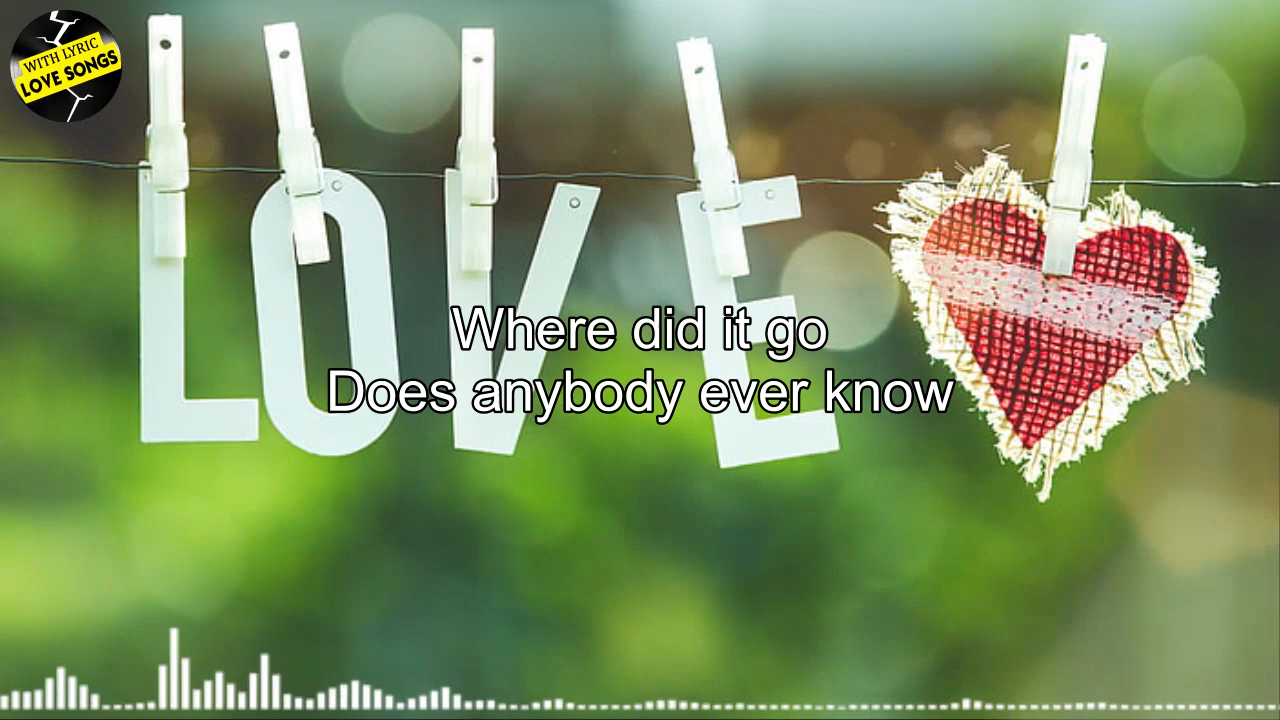 WITH LYRIC
LOVE SONGS
LOVE
Where did it go
Does anybody ever know